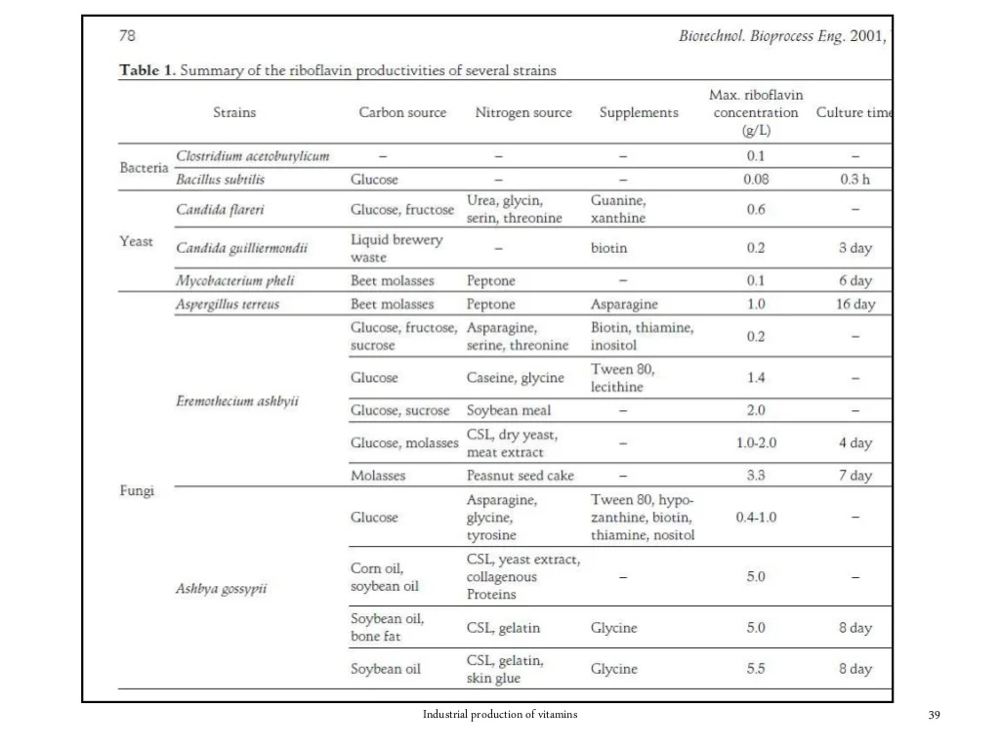 78 Biotechnol. Bioprocess Eng. 2001,
Table 1. Summary of the riboflavin productivities of several strains
Strains Carbon source Nitrogen source Supplements Max. riboflavin concentration (g/L) Culture time
Bacteria
Clostridium acetobutylicum – – – 0.1 –
Bacillus subtilis Glucose – – 0.08 0.3 h
Yeast
Candida flareri Glucose, fructose Urea, glycin, serin, threonine Guanine, xanthine 0.6 –
Candida guilliermondii Liquid brewery waste – biotin 0.2 3 day
Mycobacterium pheli Beet molasses Peptone – 0.1 6 day
Fungi
Aspergillus terreus Beet molasses Peptone Asparagine 1.0 16 day
Eremothecium ashbyii
Glucose, fructose, sucrose Asparagine, serine, threonine Biotin, thiamine, inositol 0.2 –
Glucose Caseine, glycine Tween 80, lecithine 1.4 –
Glucose, sucrose Soybean meal – 2.0 –
Glucose, molasses CSL, dry yeast, meat extract – 1.0-2.0 4 day
Molasses Peasnut seed cake – 3.3 7 day
Ashbya gossypii
Glucose Asparagine, glycine, tyrosine Tween 80, hypo-zanthine, biotin, thiamine, nositol 0.4-1.0 –
Corn oil, soybean oil CSL, yeast extract, collagenous Proteins – 5.0 –
Soybean oil, bone fat CSL, gelatin Glycine 5.0 8 day
Soybean oil CSL, gelatin, skin glue Glycine 5.5 8 day
Industrial production of vitamins 39